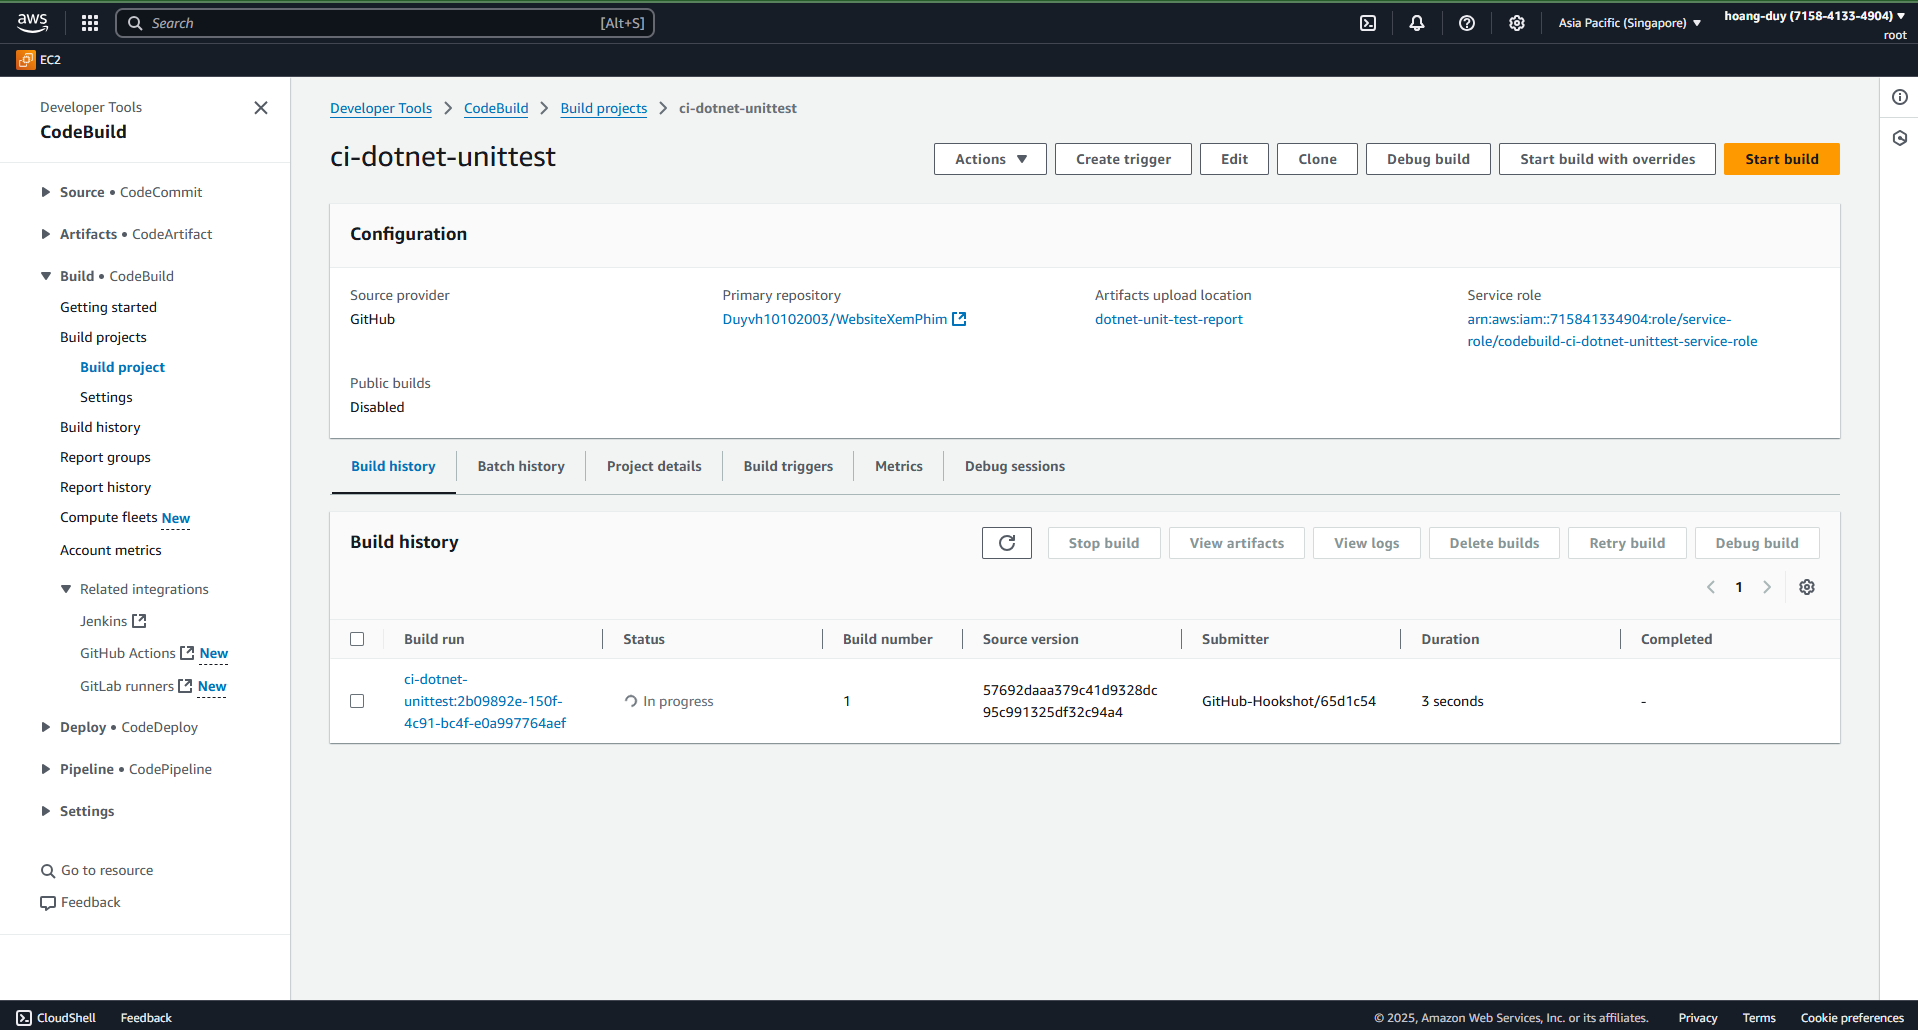 aws
Search
[Alt+S]
Asia Pacific (Singapore)
hoang-duy (7158-4133-4904)
root
EC2
Developer Tools
CodeBuild
Source • CodeCommit
Artifacts • CodeArtifact
Build • CodeBuild
Getting started
Build projects
Build project
Settings
Build history
Report groups
Report history
Compute fleets New
Account metrics
Related integrations
Jenkins
GitHub Actions New
GitLab runners New
Deploy • CodeDeploy
Pipeline • CodePipeline
Settings
Go to resource
Feedback
Developer Tools
CodeBuild
Build projects
ci-dotnet-unittest
ci-dotnet-unittest
Actions
Create trigger
Edit
Clone
Debug build
Start build with overrides
Start build
Configuration
Source provider
GitHub
Primary repository
Duyvh10102003/WebsiteXemPhim
Artifacts upload location
dotnet-unit-test-report
Service role
arn:aws:iam::715841334904:role/service-
role/codebuild-ci-dotnet-unittest-service-role
Public builds
Disabled
Build history
Batch history
Project details
Build triggers
Metrics
Debug sessions
Build history
Stop build
View artifacts
View logs
Delete builds
Retry build
Debug build
1
Build run
Status
Build number
Source version
Submitter
Duration
Completed
ci-dotnet-
unittest:2b09892e-150f-
4c91-bc4f-e0a997764aef
In progress
1
57692daaa379c41d9328dc
95c991325df32c94a4
GitHub-Hookshot/65d1c54
3 seconds
-
CloudShell
Feedback
© 2025, Amazon Web Services, Inc. or its affiliates.
Privacy
Terms
Cookie preferences